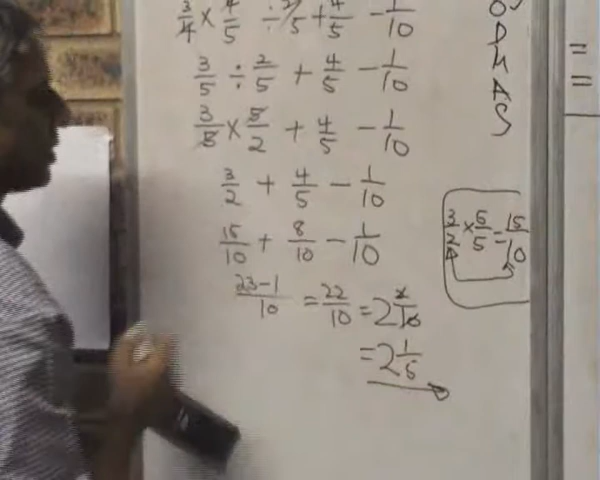 3/4 × 4/5 ÷ 2/5 + 4/5 - 1/10
3/5 ÷ 2/5 + 4/5 - 1/10
3/5 × 5/2 + 4/5 - 1/10
3/2 + 4/5 - 1/10
15/10 + 8/10 - 1/10
23-1/10 = 22/10 = 2 2/10
= 2 1/5
3/2 × 5/5 = 15/10
ODMAS
=
=